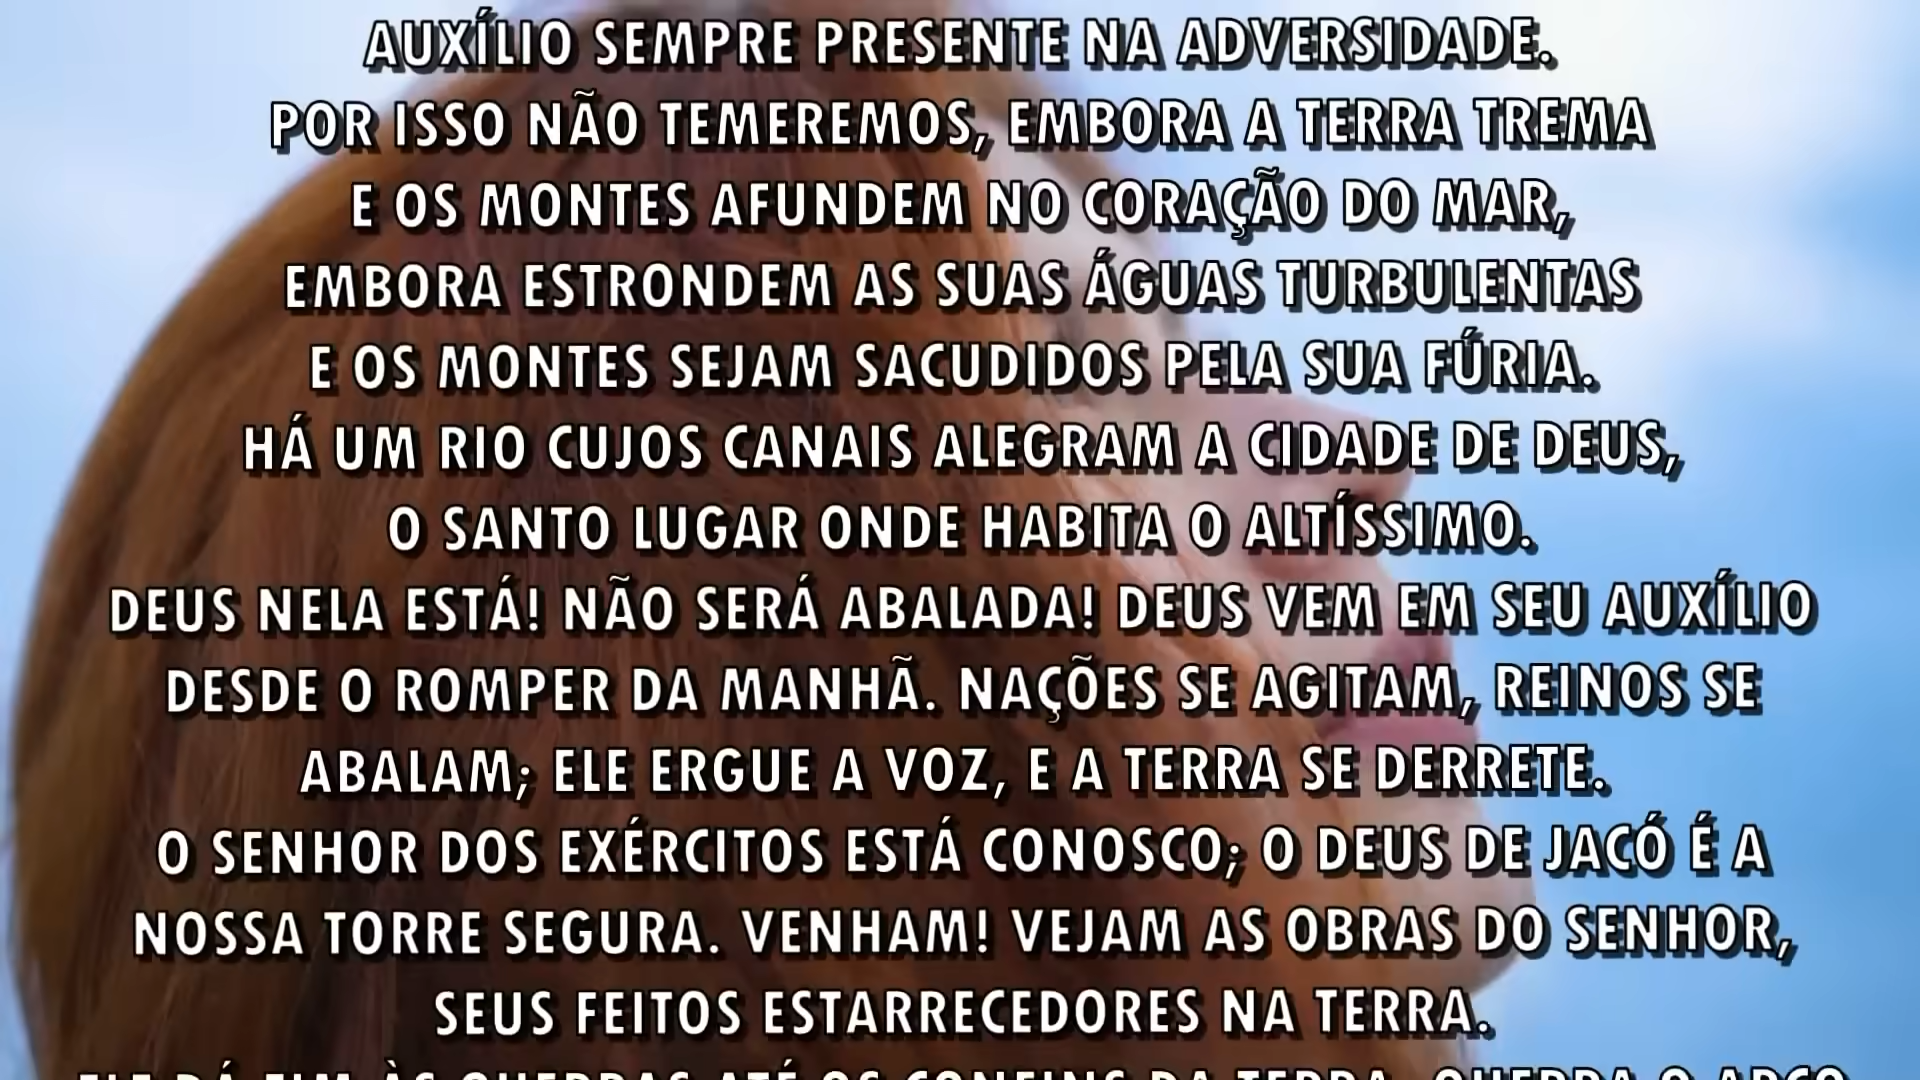 AUXÍLIO SEMPRE PRESENTE NA ADVERSIDADE.
POR ISSO NÃO TEMEREMOS, EMBORA A TERRA TREMA
E OS MONTES AFUNDEM NO CORAÇÃO DO MAR,
EMBORA ESTRONDEM AS SUAS ÁGUAS TURBULENTAS
E OS MONTES SEJAM SACUDIDOS PELA SUA FÚRIA.
HÁ UM RIO CUJOS CANAIS ALEGRAM A CIDADE DE DEUS,
O SANTO LUGAR ONDE HABITA O ALTÍSSIMO.
DEUS NELA ESTÁ! NÃO SERÁ ABALADA! DEUS VEM EM SEU AUXÍLIO
DESDE O ROMPER DA MANHÃ. NAÇÕES SE AGITAM, REINOS SE
ABALAM; ELE ERGUE A VOZ, E A TERRA SE DERRETE.
O SENHOR DOS EXÉRCITOS ESTÁ CONOSCO; O DEUS DE JACÓ É A
NOSSA TORRE SEGURA. VENHAM! VEJAM AS OBRAS DO SENHOR,
SEUS FEITOS ESTARRECEDORES NA TERRA.